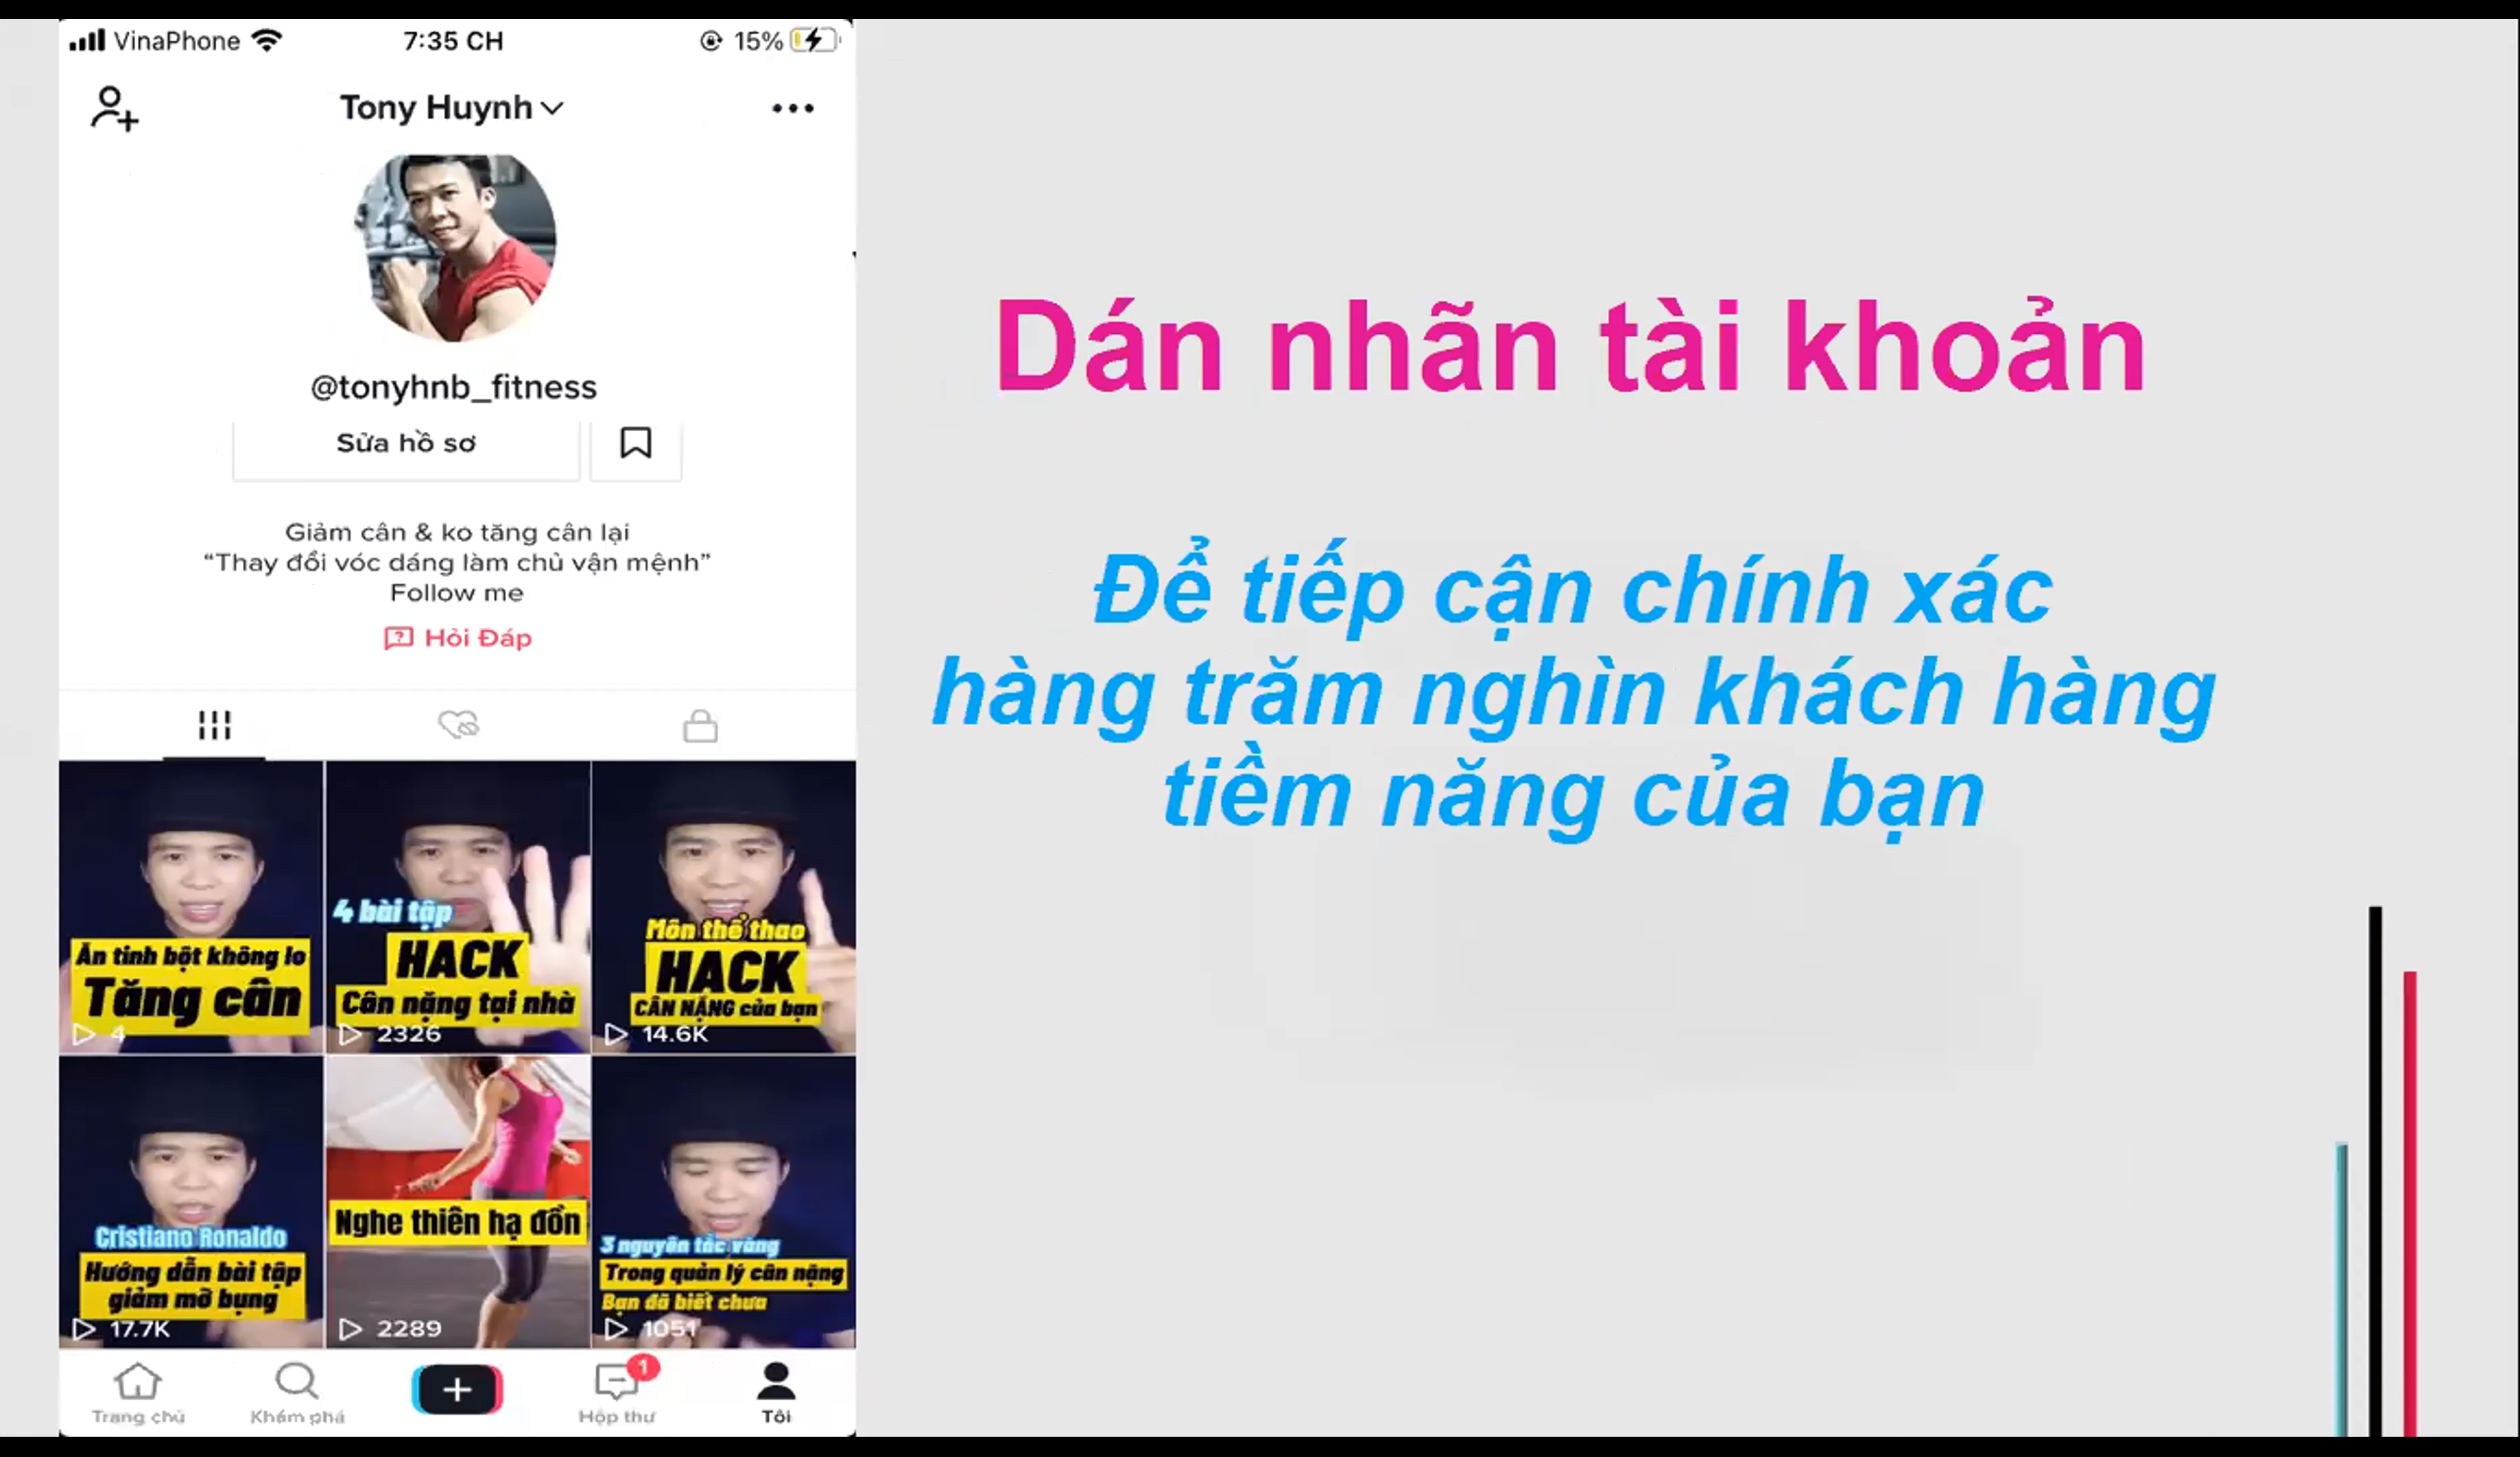 VinaPhone
7:35 CH
15%
Tony Huynh
@tonyhnb_fitness
Sửa hồ sơ
Giảm cân & ko tăng cân lại
“Thay đổi vóc dáng làm chủ vận mệnh”
Follow me
Hỏi Đáp
Ăn tinh bột không lo
Tăng cân
4
4 bài tập
HACK
Cân nặng tại nhà
2326
Môn thể thao
HACK
CÂN NẶNG của bạn
14.6K
Cristiano Ronaldo
Hướng dẫn bài tập
giảm mỡ bụng
17.7K
Nghe thiên hạ đồn
2289
3 nguyên tắc vàng
Trong quản lý cân nặng
Bạn đã biết chưa
1051
Trang chủ
Khám phá
1
Hộp thư
Tôi
Dán nhãn tài khoản
Để tiếp cận chính xác
hàng trăm nghìn khách hàng
tiềm năng của bạn